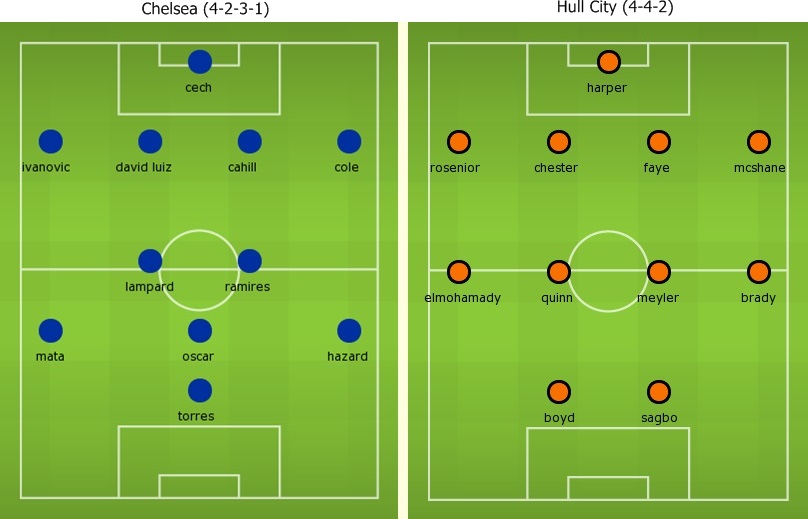 Chelsea (4-2-3-1)
cech
ivanovic david luiz cahill cole
lampard ramires
mata oscar hazard
torres
Hull City (4-4-2)
harper
rosenior chester faye mcshane
elmohamady quinn meyler brady
boyd sagbo